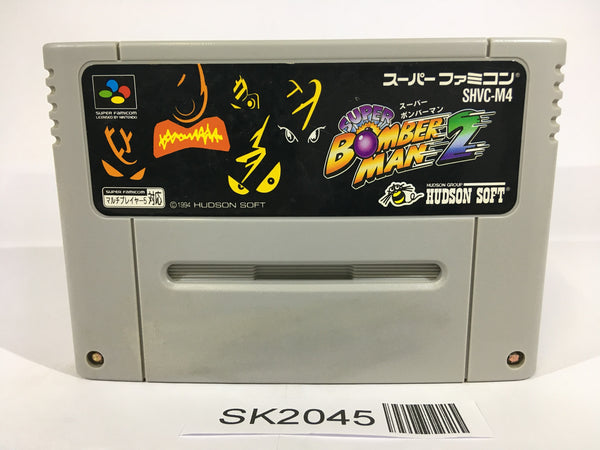 SUPER FAMICOM
LICENSED BY NINTENDO
スーパーファミコン®
SHVC-M4
SUPER
スーパー
ボンバーマン
BOMBER
MAN 2
HUDSON GROUP
HUDSON SOFT®
SUPER FAMICOM
マルチプレイヤー5 対応
©1994 HUDSON SOFT
SK2045